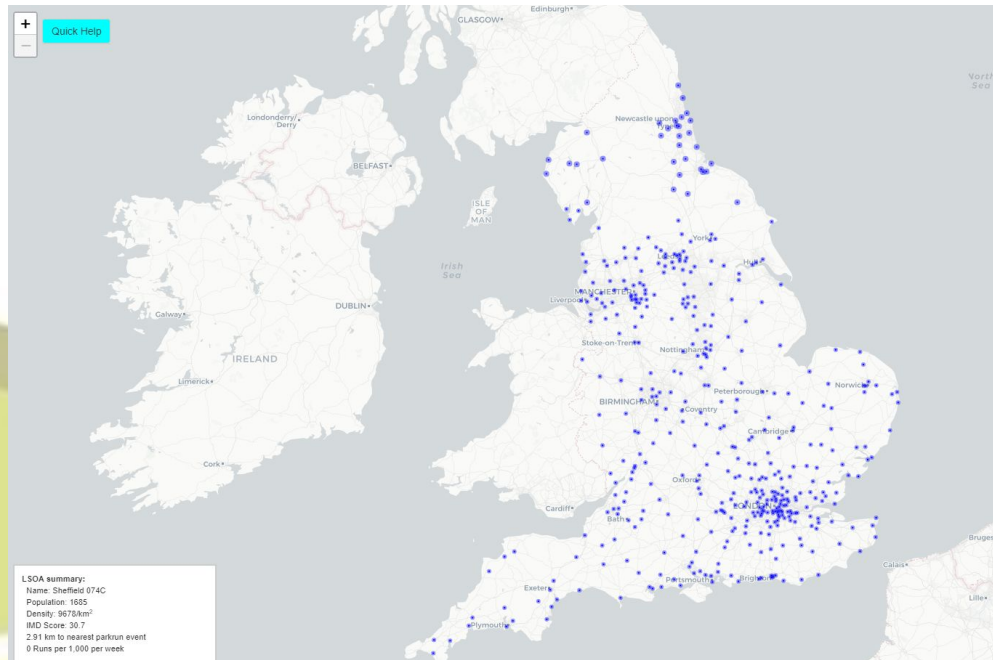 GLASGOW
Edinburgh
+
Quick Help
−
North
Sea
Londonderry/
Derry
Newcastle upon
Tyne
BELFAST
ISLE
OF
MAN
York
Leeds
Hull
Irish
Sea
MANCHESTER
Liverpool
DUBLIN
Galway
Stoke-on-Trent
Nottingham
IRELAND
Limerick
Peterborough
Norwich
BIRMINGHAM
Coventry
Cambridge
Cork
Oxford
LONDON
Cardiff
Bath
Bruges
Calais
Portsmouth
Brighton
Exeter
Lille
Plymouth
LSOA summary:
Name: Sheffield 074C
Population: 1685
Density: 9678/km²
IMD Score: 30.7
2.91 km to nearest parkrun event
0 Runs per 1,000 per week